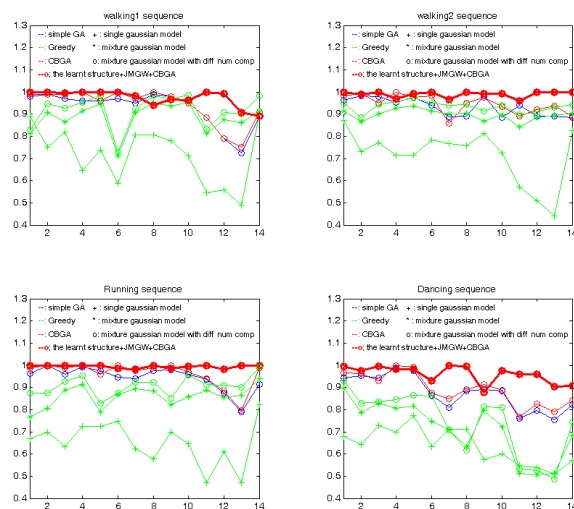 walking1 sequence
1.3
1.2
1.1
1
0.9
0.8
0.7
0.6
0.5
0.4
2 4 6 8 10 12 14
: simple GA + : single gaussian model
: Greedy * : mixture gaussian model
: CBGA o: mixture gaussian model with diff num comp
o: the learnt structure+JMGW+CBGA
walking2 sequence
1.3
1.2
1.1
1
0.9
0.8
0.7
0.6
0.5
0.4
2 4 6 8 10 12 14
: simple GA + : single gaussian model
: Greedy * : mixture gaussian model
: CBGA o: mixture gaussian model with diff num comp
o: the learnt structure+JMGW+CBGA
Running sequence
1.3
1.2
1.1
1
0.9
0.8
0.7
0.6
0.5
0.4
2 4 6 8 10 12 14
: simple GA + : single gaussian model
: Greedy * : mixture gaussian model
: CBGA o: mixture gaussian model with diff num comp
o: the learnt structure+JMGW+CBGA
Dancing sequence
1.3
1.2
1.1
1
0.9
0.8
0.7
0.6
0.5
0.4
2 4 6 8 10 12 14
: simple GA + : single gaussian model
: Greedy * : mixture gaussian model
: CBGA o: mixture gaussian model with diff num comp
o: the learnt structure+JMGW+CBGA